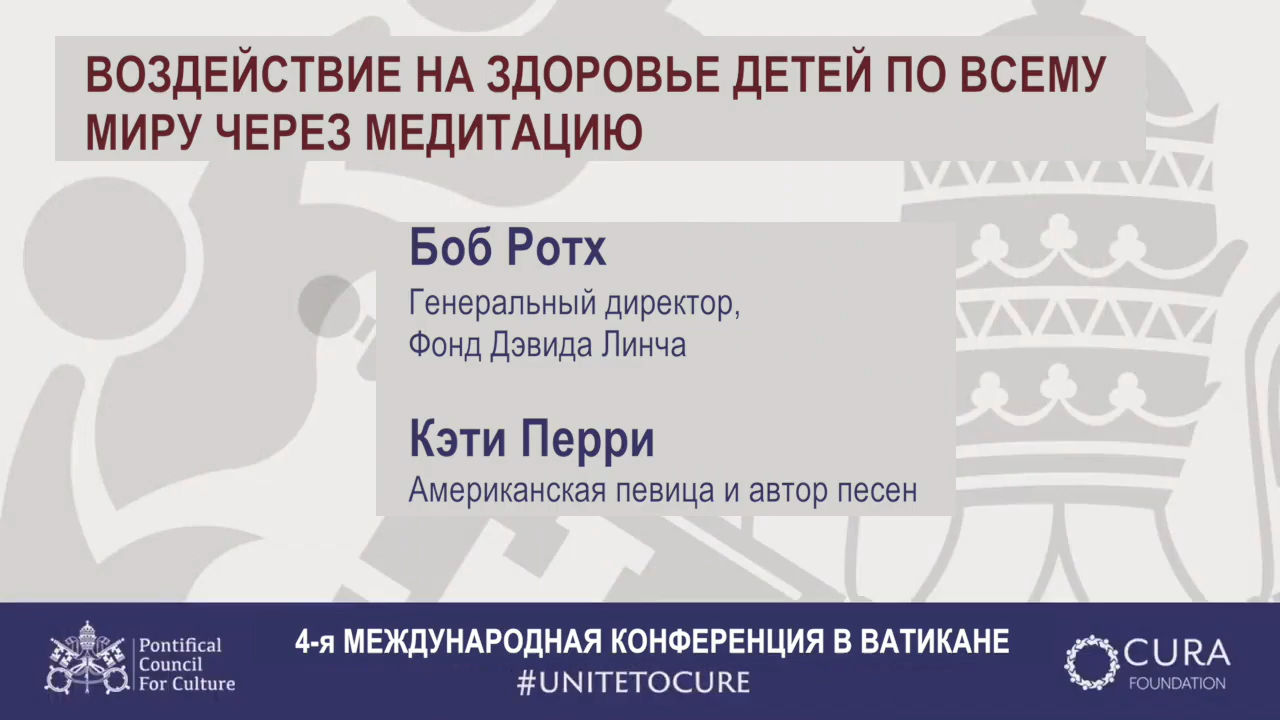 ВОЗДЕЙСТВИЕ НА ЗДОРОВЬЕ ДЕТЕЙ ПО ВСЕМУ
МИРУ ЧЕРЕЗ МЕДИТАЦИЮ
Боб Ротх
Генеральный директор,
Фонд Дэвида Линча
Кэти Перри
Американская певица и автор песен
Pontifical
Council
For Culture
4-я МЕЖДУНАРОДНАЯ КОНФЕРЕНЦИЯ В ВАТИКАНЕ
#UNITETOCURE
CURA
FOUNDATION